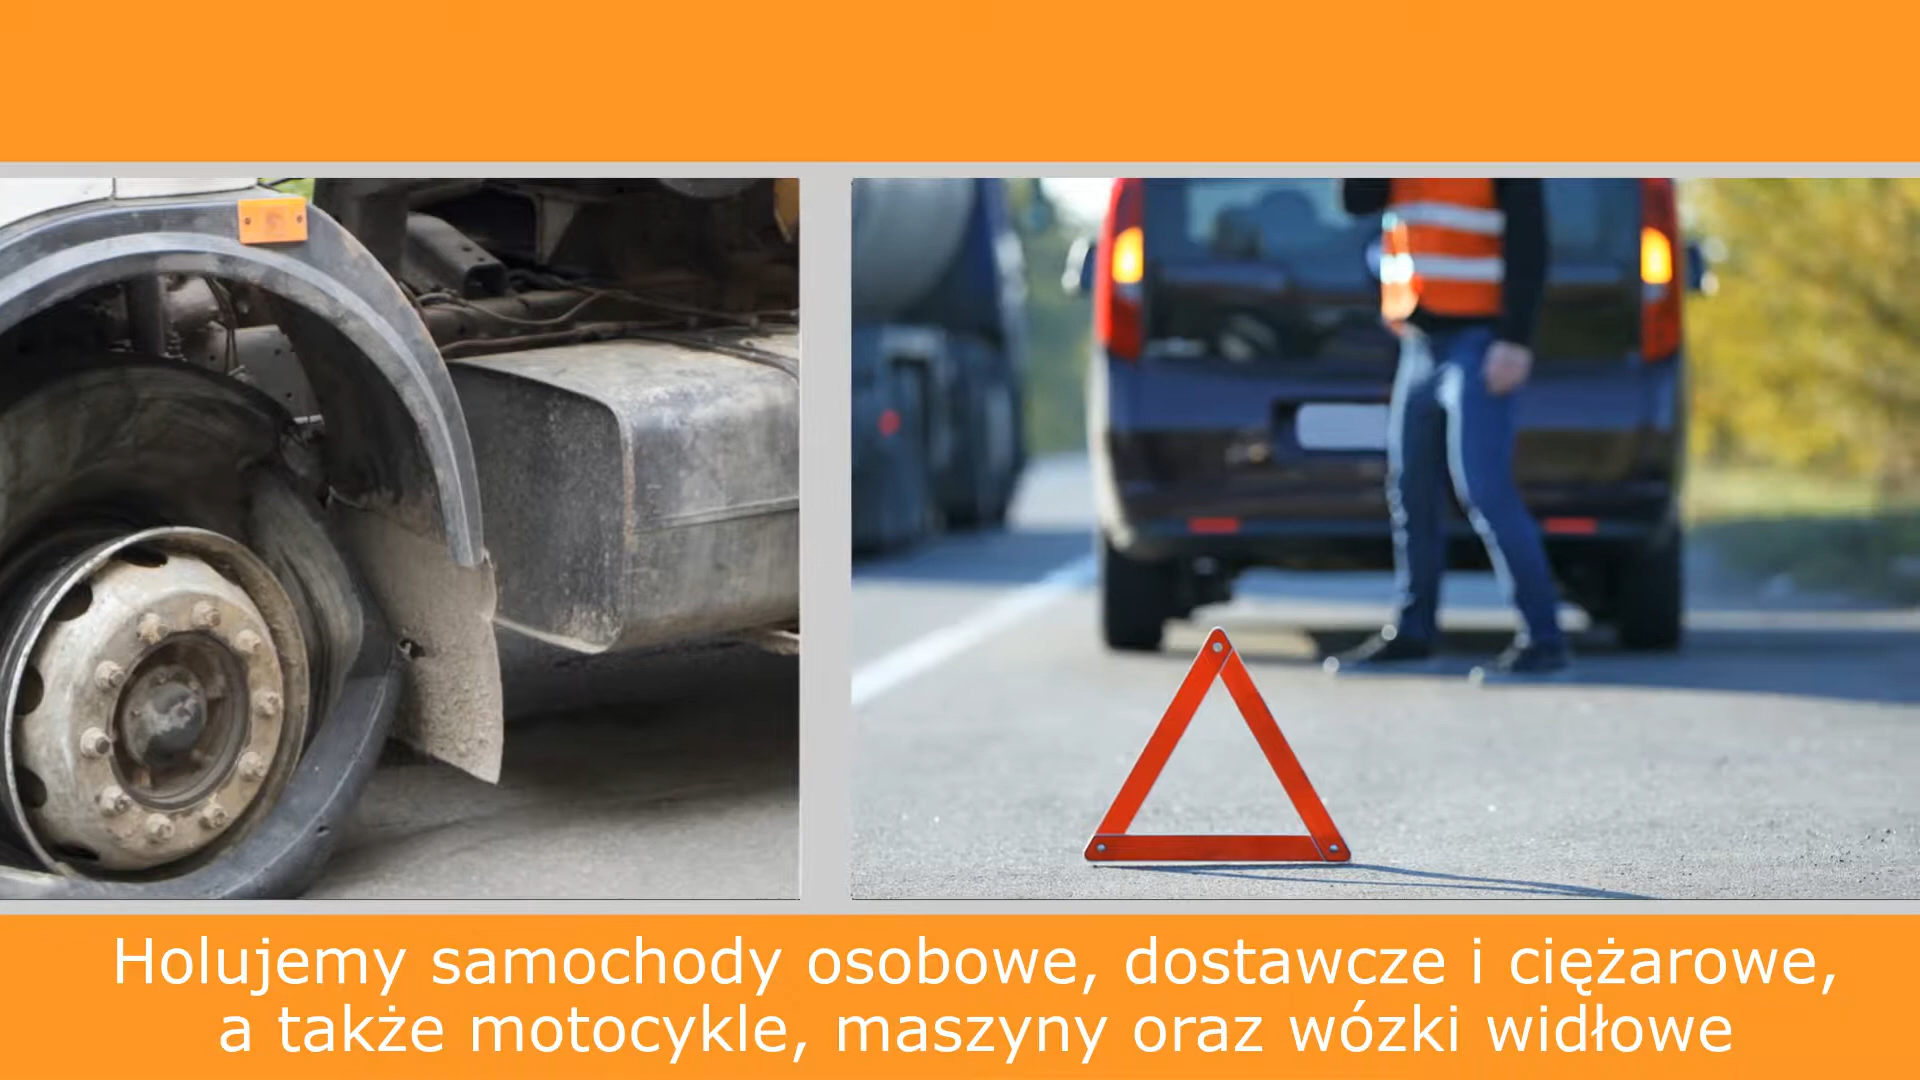 Holujemy samochody osobowe, dostawcze i ciężarowe,
a także motocykle, maszyny oraz wózki widłowe